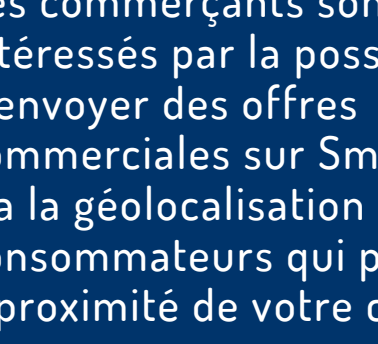 es commerçants son
téressés par la poss
envoyer des offres
ommerciales sur Sm
a la géolocalisation
onsommateurs qui p
proximité de votre c